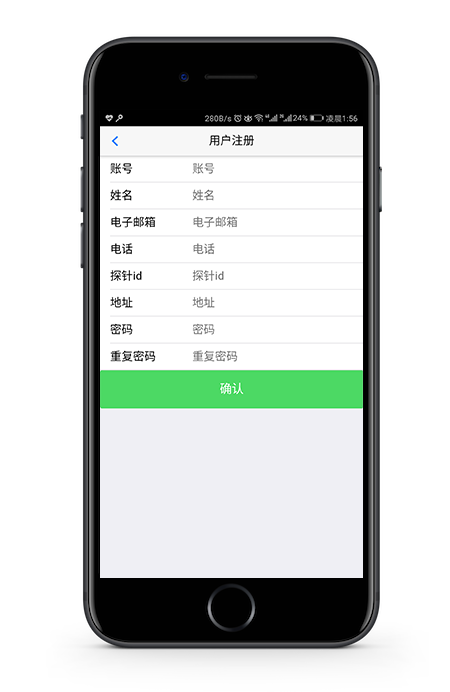 280B/s 24% 凌晨1:56
用户注册
账号 账号
姓名 姓名
电子邮箱 电子邮箱
电话 电话
探针id 探针id
地址 地址
密码 密码
重复密码 重复密码
确认